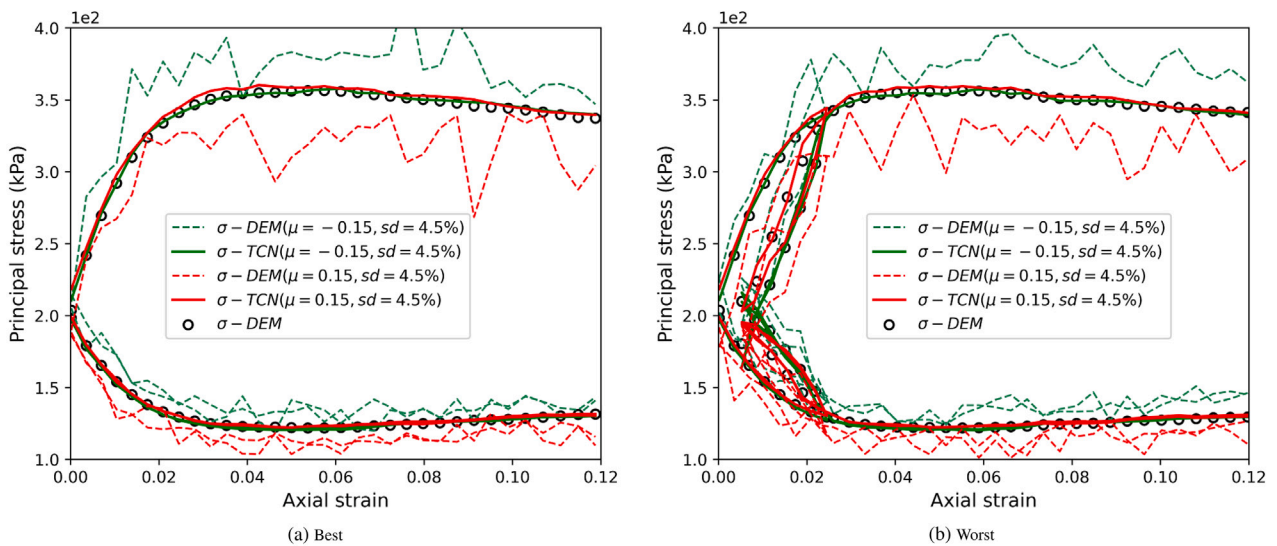 1e2
4.0
3.5
3.0
2.5
2.0
1.5
1.0
Principal stress (kPa)
σ − DEM(μ = − 0.15, sd = 4.5%)
σ − TCN(μ = − 0.15, sd = 4.5%)
σ − DEM(μ = 0.15, sd = 4.5%)
σ − TCN(μ = 0.15, sd = 4.5%)
σ − DEM
0.00 0.02 0.04 0.06 0.08 0.10 0.12
Axial strain
(a) Best
1e2
4.0
3.5
3.0
2.5
2.0
1.5
1.0
Principal stress (kPa)
σ − DEM(μ = − 0.15, sd = 4.5%)
σ − TCN(μ = − 0.15, sd = 4.5%)
σ − DEM(μ = 0.15, sd = 4.5%)
σ − TCN(μ = 0.15, sd = 4.5%)
σ − DEM
0.00 0.02 0.04 0.06 0.08 0.10 0.12
Axial strain
(b) Worst